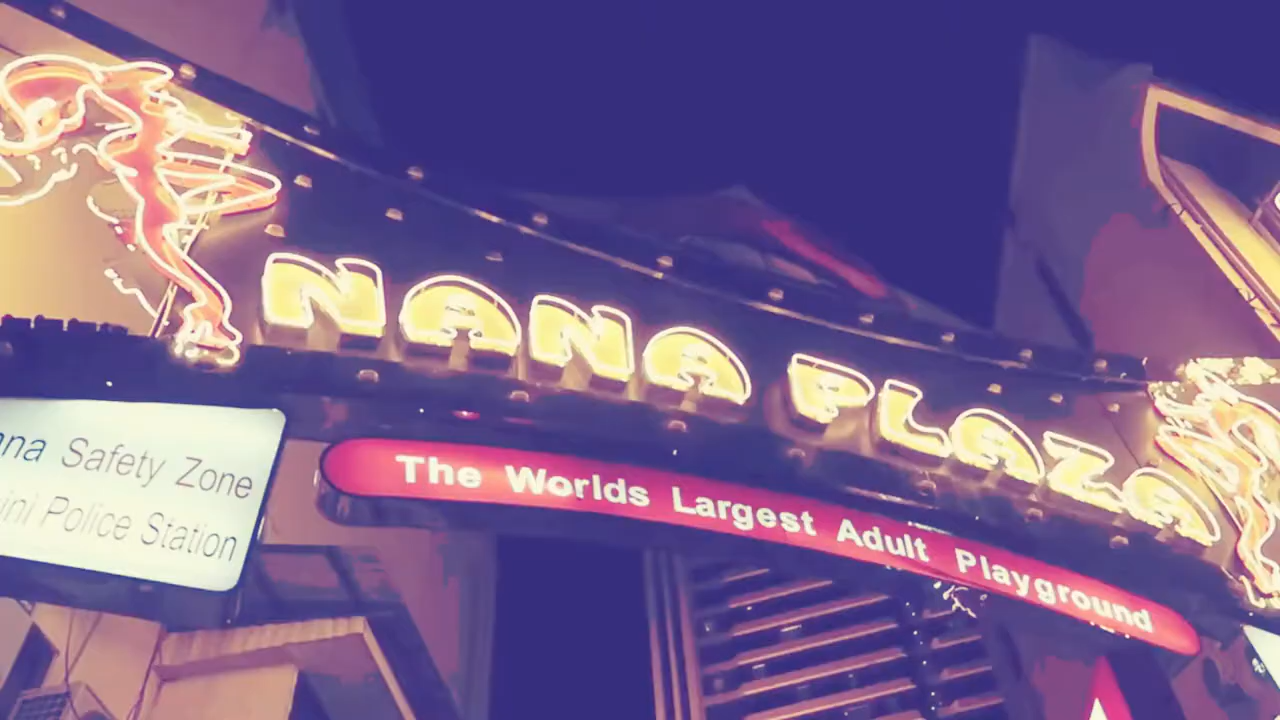 NANA PLAZA
The Worlds Largest Adult Playground
Safety Zone
Police Station